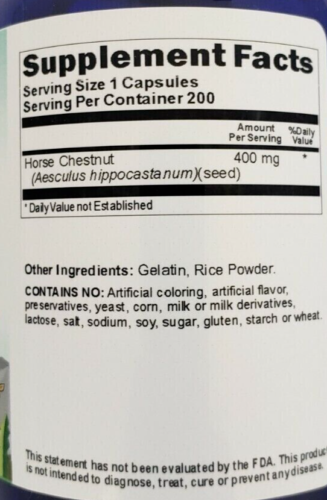 Supplement Facts
Serving Size 1 Capsules
Serving Per Container 200
Amount Per Serving %Daily Value
Horse Chestnut 400 mg *
(Aesculus hippocastanum)(seed)
*Daily Value not Established
Other Ingredients: Gelatin, Rice Powder.
CONTAINS NO: Artificial coloring, artificial flavor,
preservatives, yeast, corn, milk or milk derivatives,
lactose, salt, sodium, soy, sugar, gluten, starch or wheat.
This statement has not been evaluated by the FDA. This produc
is not intended to diagnose, treat, cure or prevent any disease.